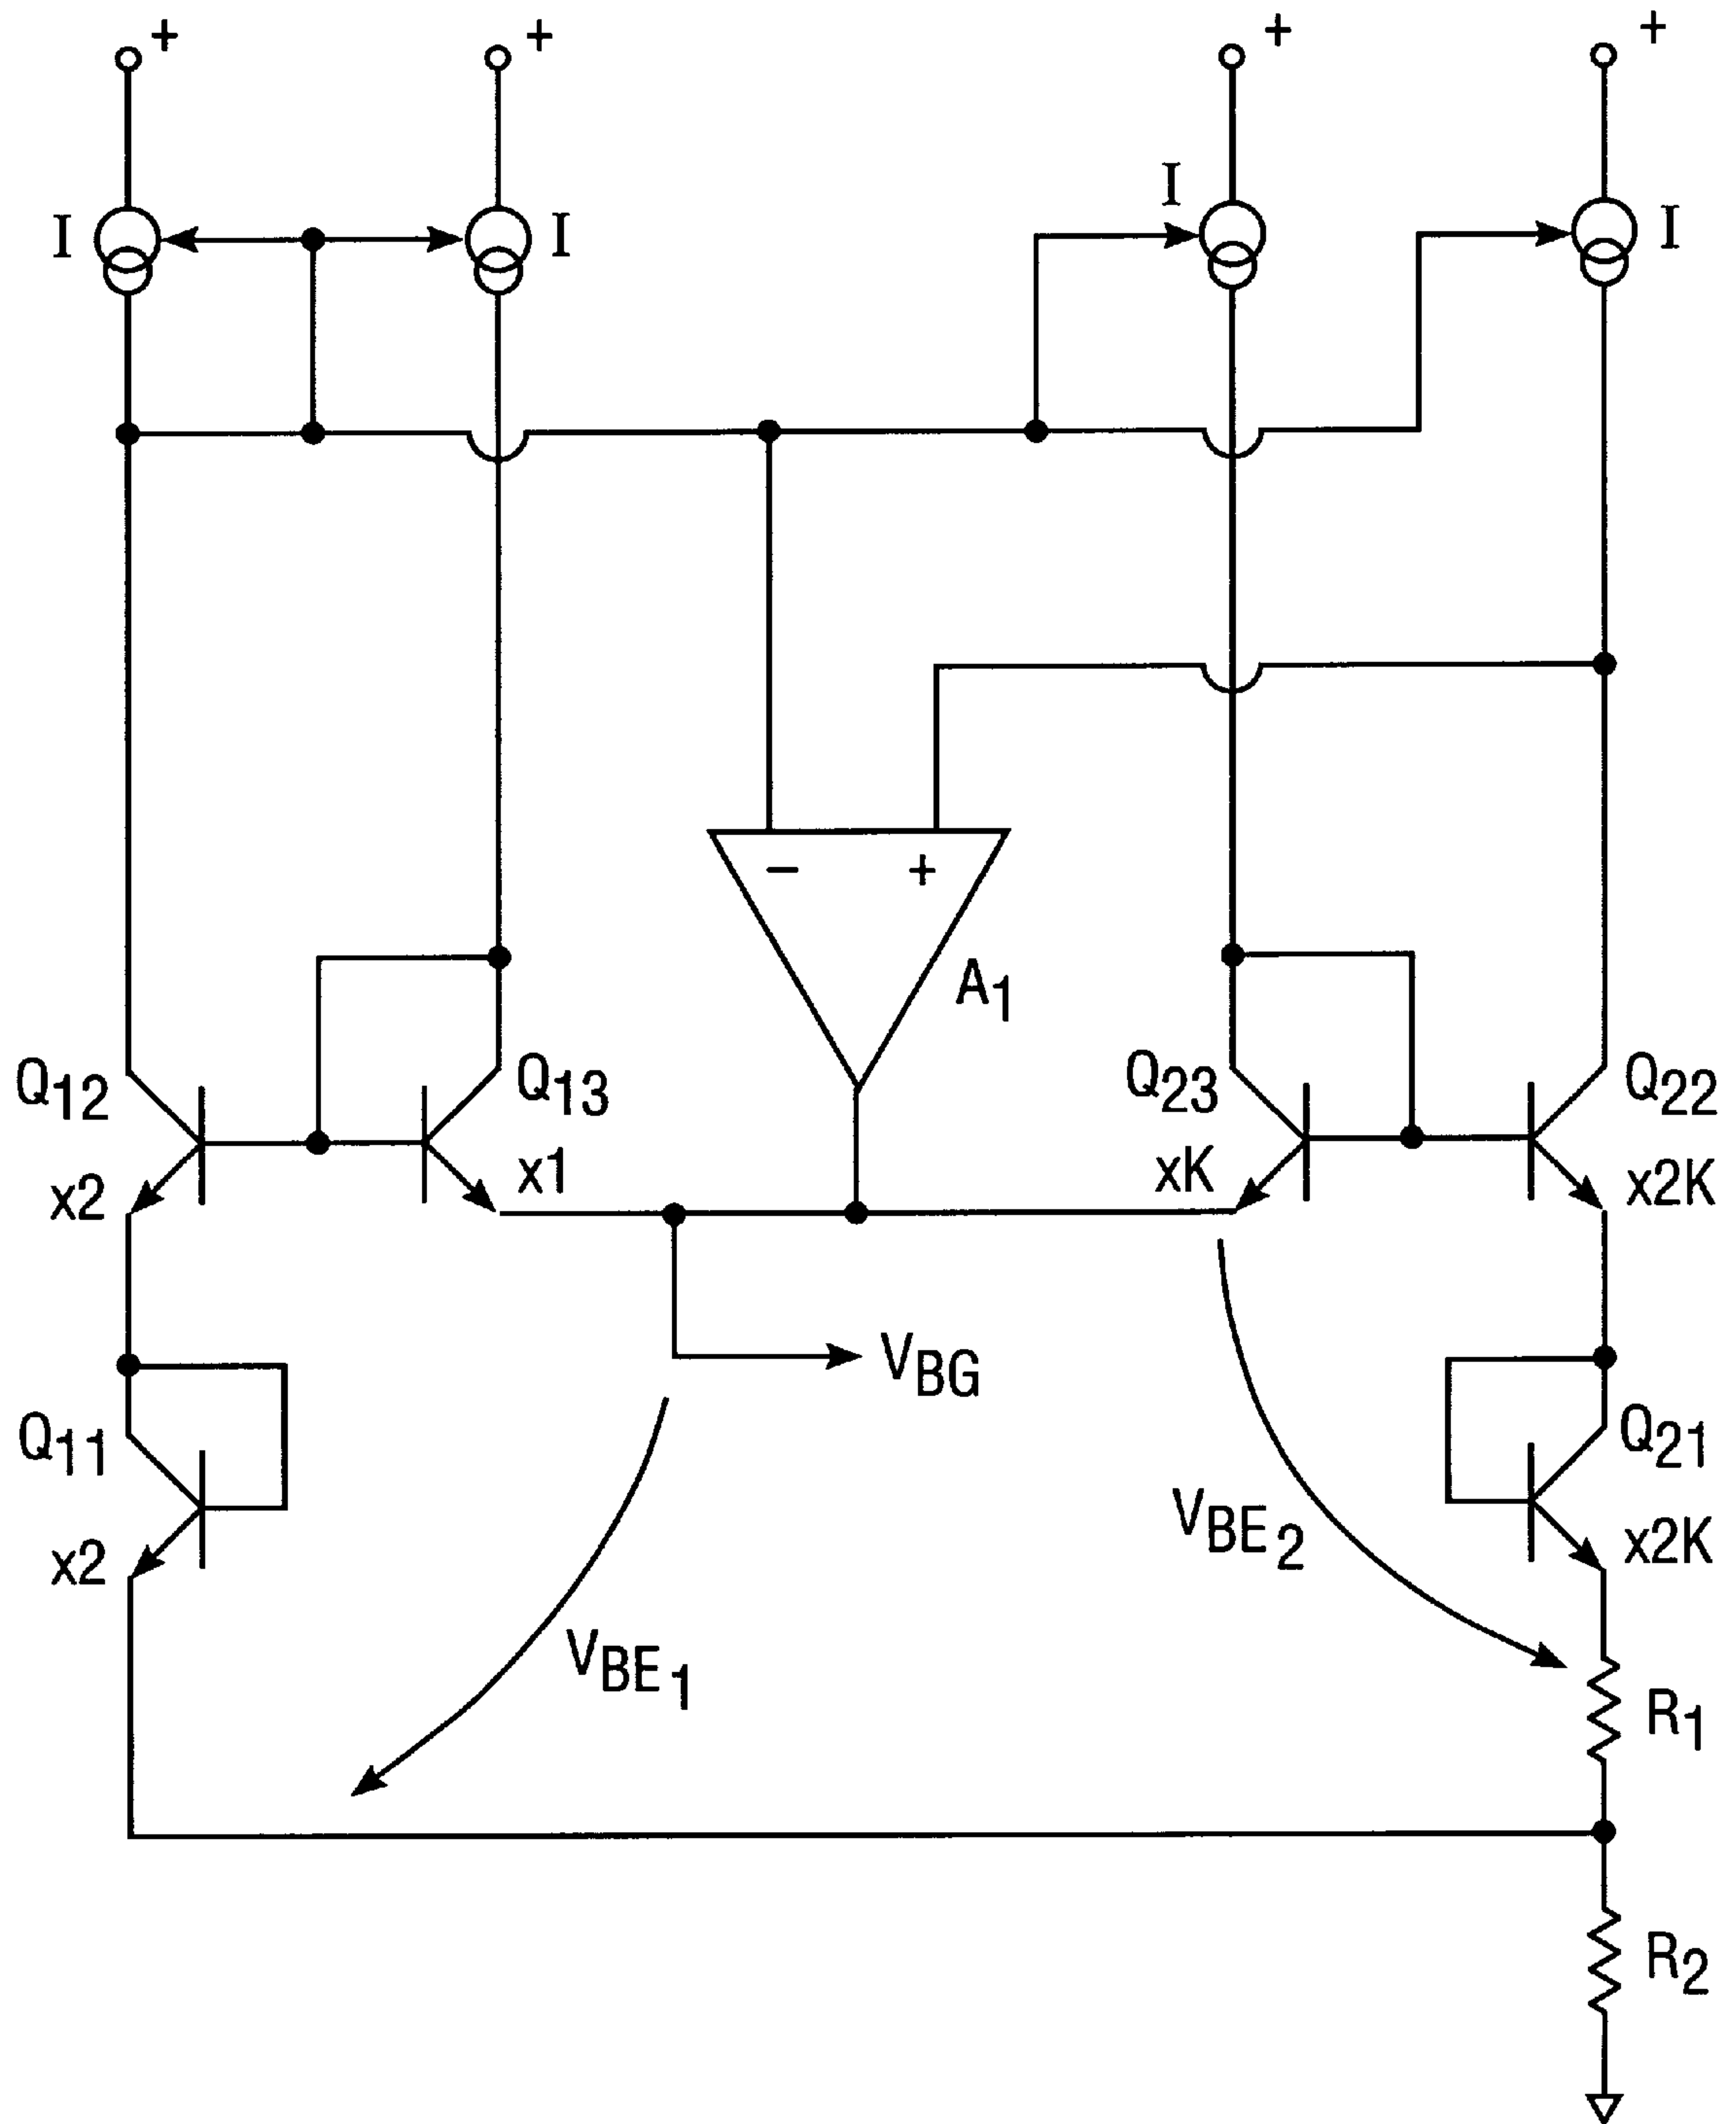 + + + +
I I I I
− +
A1
Q12 Q13 Q23 Q22
x2 x1 xK x2K
VBG
Q11 Q21
VBE2
x2 x2K
VBE1
R1
R2